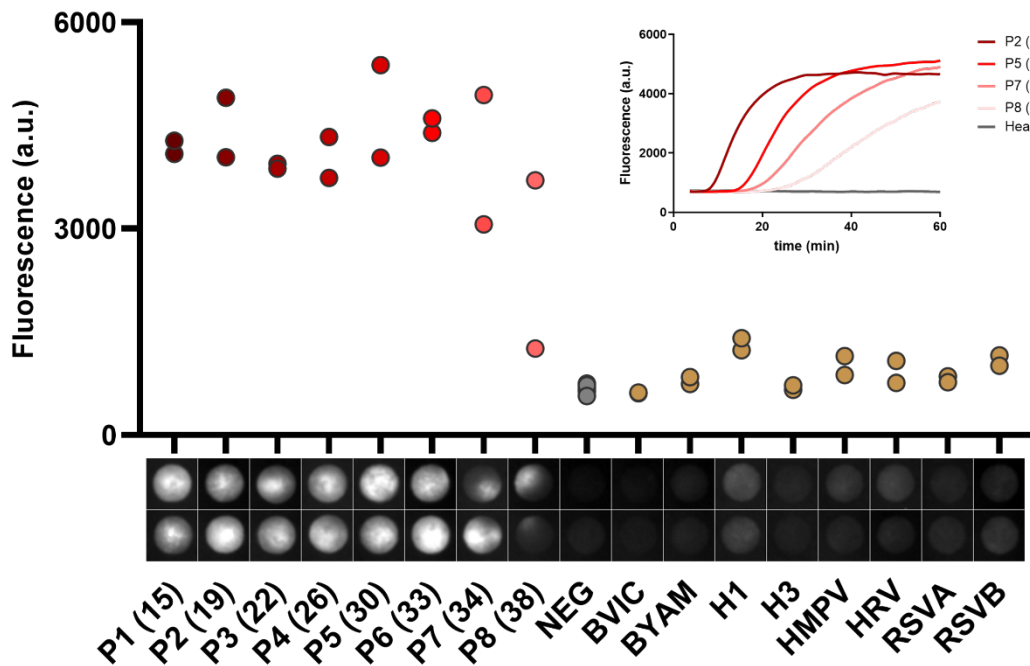 6000
3000
0
Fluorescence (a.u.)
6000
4000
2000
0
Fluorescence (a.u.)
0
20
40
60
time (min)
P2 (
P5 (
P7 (
P8 (
Hea
P1 (15)
P2 (19)
P3 (22)
P4 (26)
P5 (30)
P6 (33)
P7 (34)
P8 (38)
NEG
BVIC
BYAM
H1
H3
HMPV
HRV
RSVA
RSVB